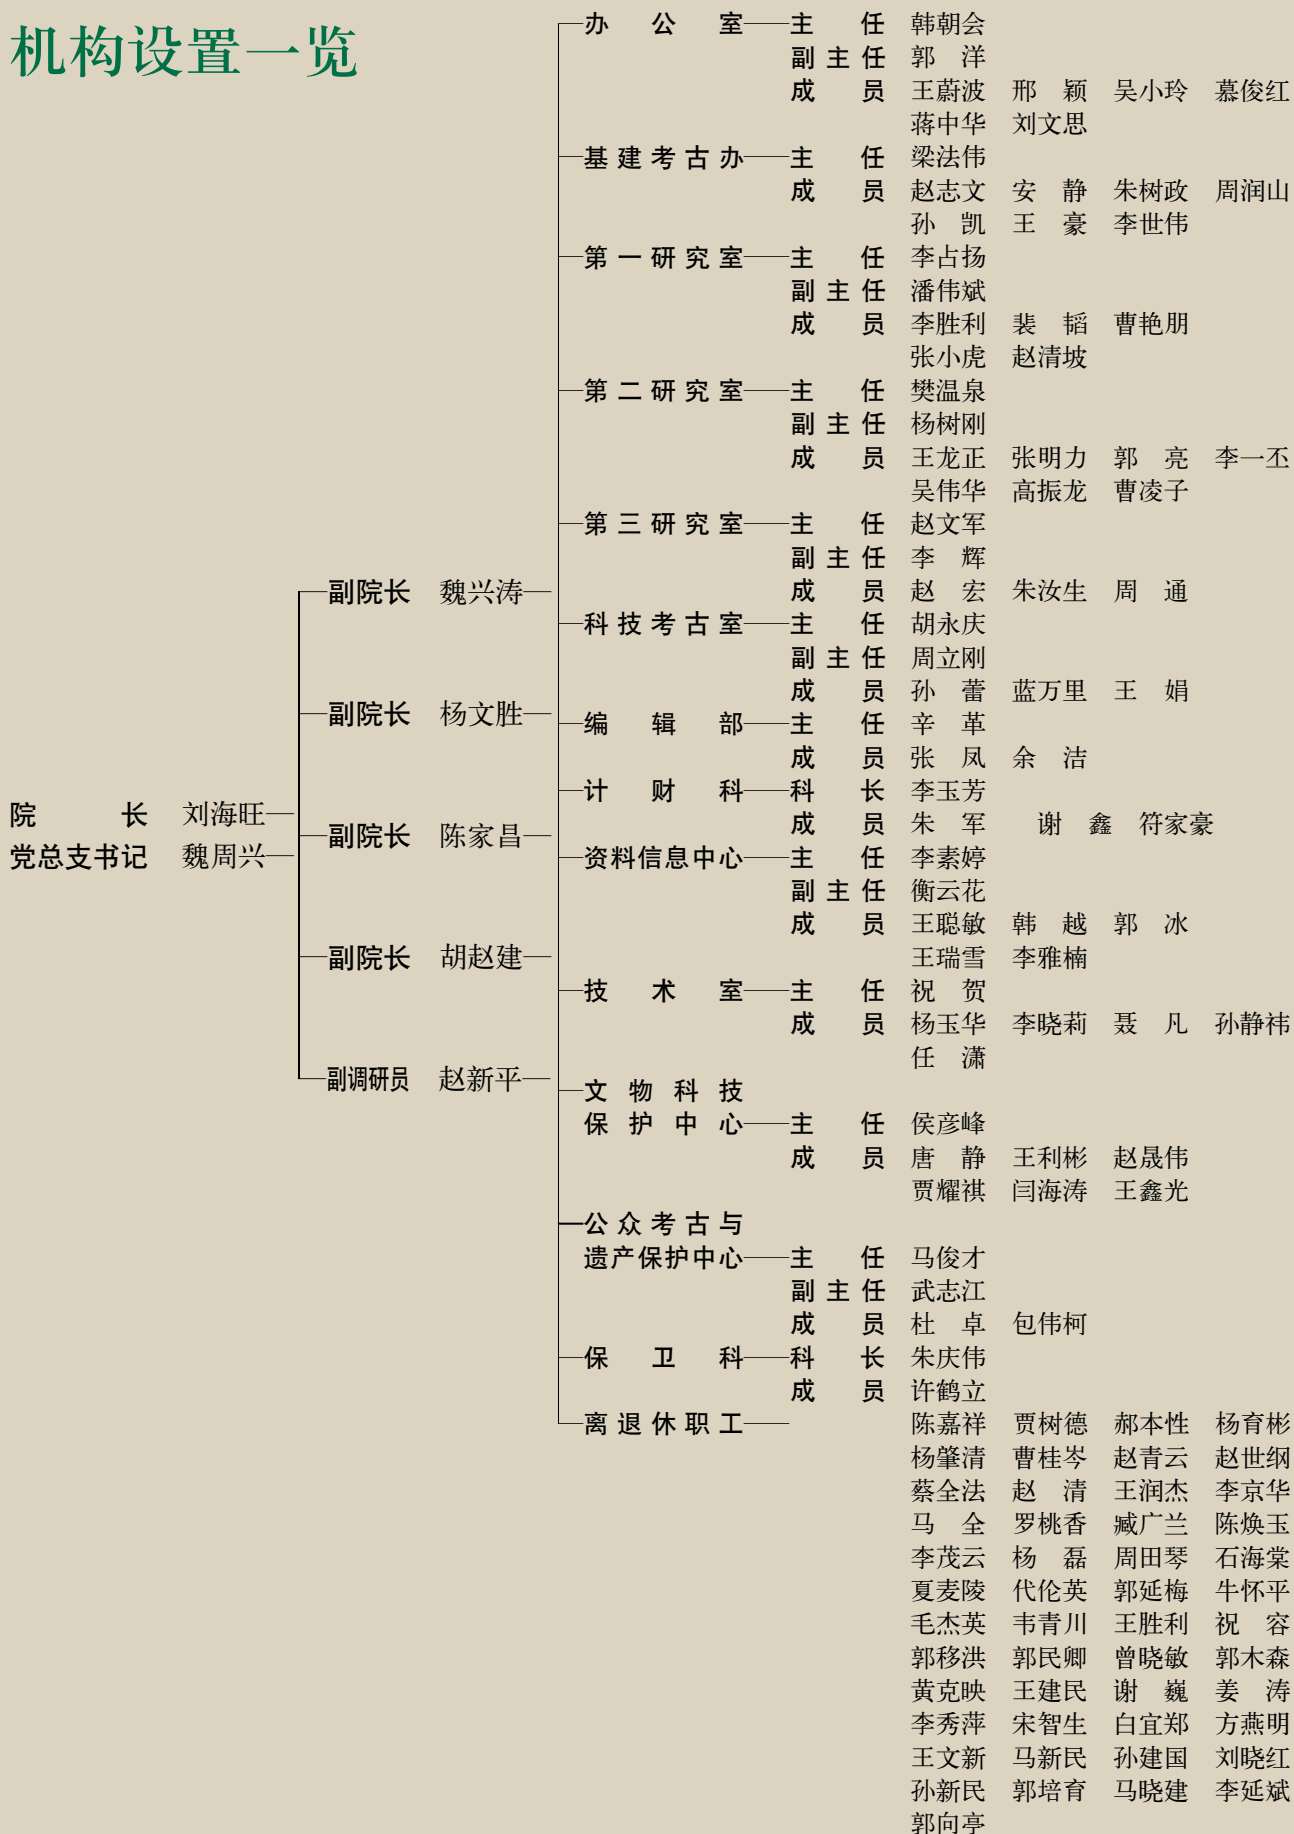 机构设置一览
院长 刘海旺
党总支书记 魏周兴
副院长 魏兴涛
副院长 杨文胜
副院长 陈家昌
副院长 胡赵建
副调研员 赵新平
办公室 主任 韩朝会
副主任 郭洋
成员 王蔚波 邢颖 吴小玲 慕俊红
蒋中华 刘文思
基建考古办 主任 梁法伟
成员 赵志文 安静 朱树政 周润山
孙凯 王豪 李世伟
第一研究室 主任 李占扬
副主任 潘伟斌
成员 李胜利 裴韬 曹艳朋
张小虎 赵清坡
第二研究室 主任 樊温泉
副主任 杨树刚
成员 王龙正 张明力 郭亮 李一丕
吴伟华 高振龙 曹凌子
第三研究室 主任 赵文军
副主任 李辉
成员 赵宏 朱汝生 周通
科技考古室 主任 胡永庆
副主任 周立刚
成员 孙蕾 蓝万里 王娟
编辑部 主任 辛革
成员 张凤 余洁
计财科 科长 李玉芳
成员 朱军 谢鑫 符家豪
资料信息中心 主任 李素婷
副主任 衡云花
成员 王聪敏 韩越 郭冰
王瑞雪 李雅楠
技术室 主任 祝贺
成员 杨玉华 李晓莉 聂凡 孙静祎
任潇
文物科技
保护中心 主任 侯彦峰
成员 唐静 王利彬 赵晟伟
贾耀祺 闫海涛 王鑫光
公众考古与
遗产保护中心 主任 马俊才
副主任 武志江
成员 杜卓 包伟柯
保卫科 科长 朱庆伟
成员 许鹤立
离退休职工 陈嘉祥 贾树德 郝本性 杨育彬
杨肇清 曹桂岑 赵青云 赵世纲
蔡全法 赵清 王润杰 李京华
马全 罗桃香 臧广兰 陈焕玉
李茂云 杨磊 周田琴 石海棠
夏麦陵 代伦英 郭延梅 牛怀平
毛杰英 韦青川 王胜利 祝容
郭移洪 郭民卿 曾晓敏 郭木森
黄克映 王建民 谢巍 姜涛
李秀萍 宋智生 白宜郑 方燕明
王文新 马新民 孙建国 刘晓红
孙新民 郭培育 马晓建 李延斌
郭向亭